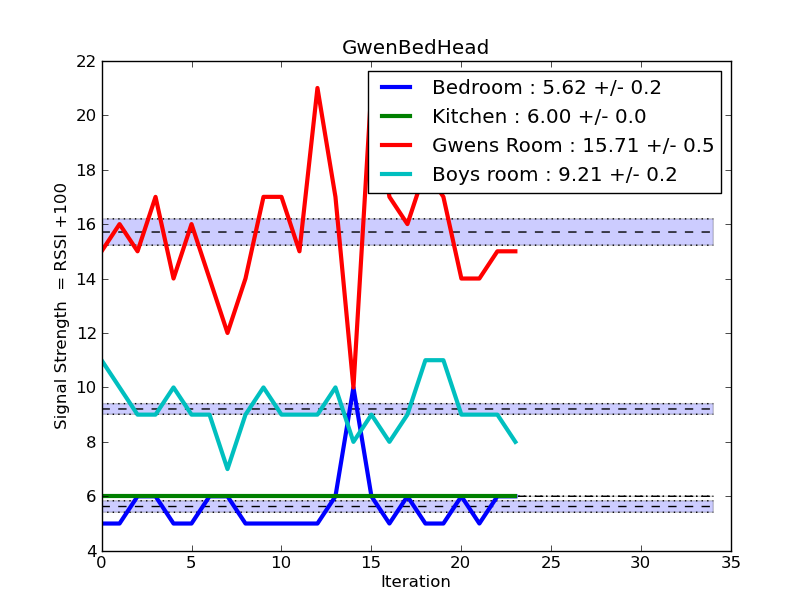 GwenBedHead
Bedroom : 5.62 +/- 0.2
Kitchen : 6.00 +/- 0.0
Gwens Room : 15.71 +/- 0.5
Boys room : 9.21 +/- 0.2
Signal Strength = RSSI +100
22
20
18
16
14
12
10
8
6
4
0 5 10 15 20 25 30 35
Iteration